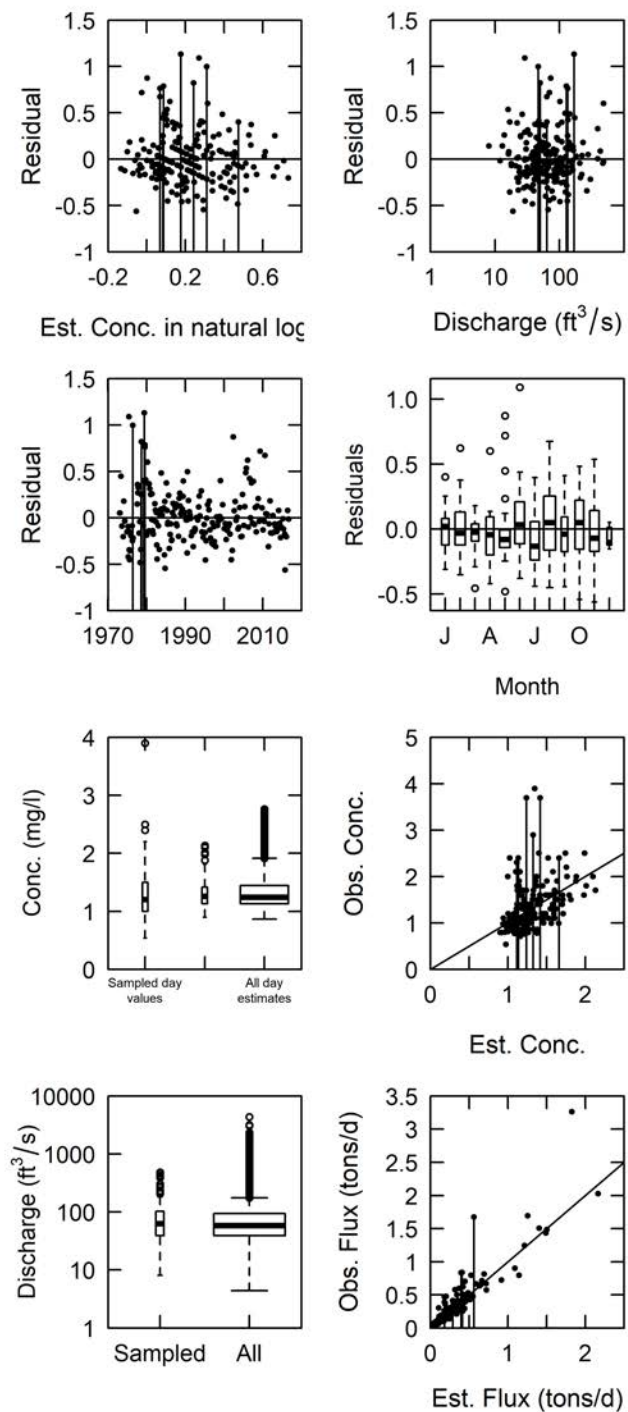 1.5
1
0.5
0
-0.5
-1
Residual
-0.2 0.2 0.6
Est. Conc. in natural log
1.5
1
0.5
0
-0.5
-1
Residual
1 10 100
Discharge (ft³/s)
1.5
1
0.5
0
-0.5
-1
Residual
1970 1990 2010
1.0
0.5
0.0
-0.5
Residuals
J A J O
Month
4
3
2
1
0
Conc. (mg/l)
Sampled day values
All day estimates
5
4
3
2
1
0
Obs. Conc.
0 1 2
Est. Conc.
10000
1000
100
10
1
Discharge (ft³/s)
Sampled All
3.5
3
2.5
2
1.5
1
0.5
0
Obs. Flux (tons/d)
0 1 2
Est. Flux (tons/d)